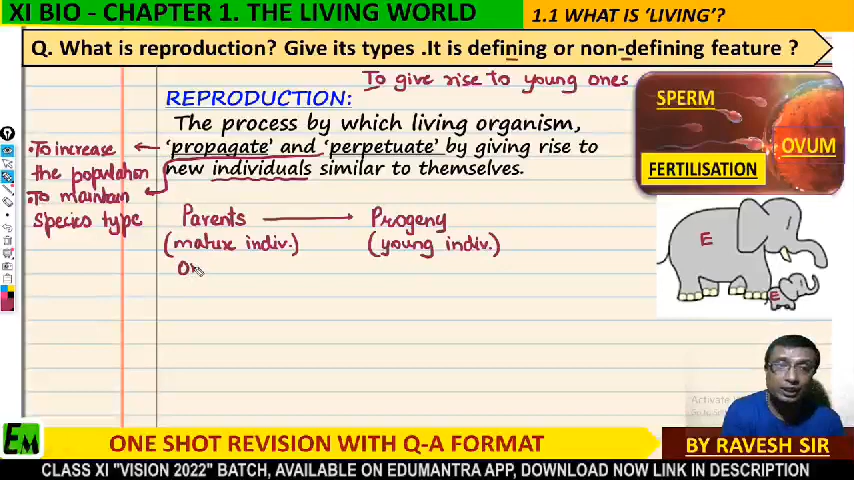 XI BIO - CHAPTER 1. THE LIVING WORLD
1.1 WHAT IS ‘LIVING’?
Q. What is reproduction? Give its types .It is defining or non-defining feature ?
To give rise to young ones
REPRODUCTION:
The process by which living organism,
‘propagate’ and ‘perpetuate’ by giving rise to
new individuals similar to themselves.
• To increase
the population
• To maintain
Species type
Parents
Progeny
(mature indiv.)
(young indiv.)
SPERM
OVUM
FERTILISATION
E
E
Em
ONE SHOT REVISION WITH Q-A FORMAT
BY RAVESH SIR
CLASS XI "VISION 2022" BATCH, AVAILABLE ON EDUMANTRA APP, DOWNLOAD NOW LINK IN DESCRIPTION